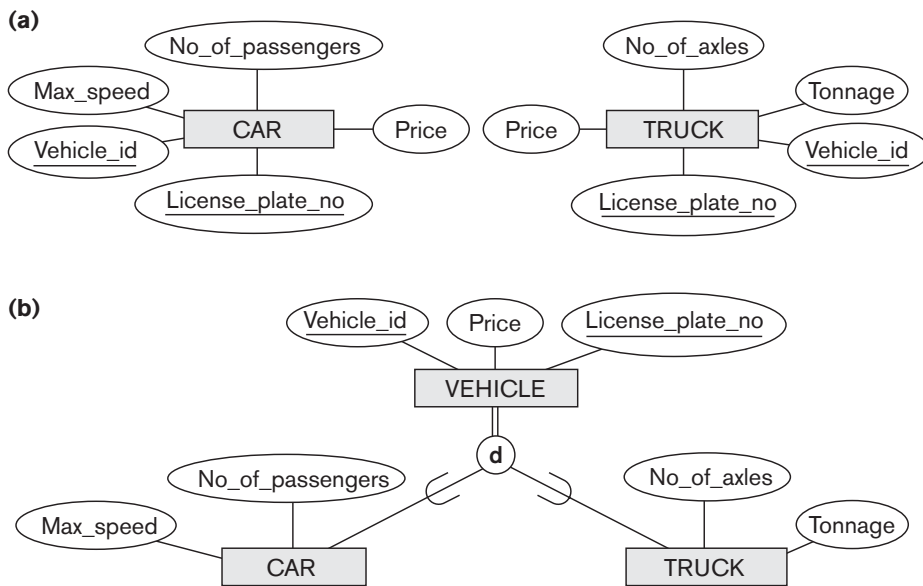 (a)
No_of_passengers
Max_speed
CAR
Price
Vehicle_id
License_plate_no
No_of_axles
Tonnage
Price
TRUCK
Vehicle_id
License_plate_no
(b)
Vehicle_id
Price
License_plate_no
VEHICLE
d
No_of_passengers
Max_speed
CAR
No_of_axles
Tonnage
TRUCK